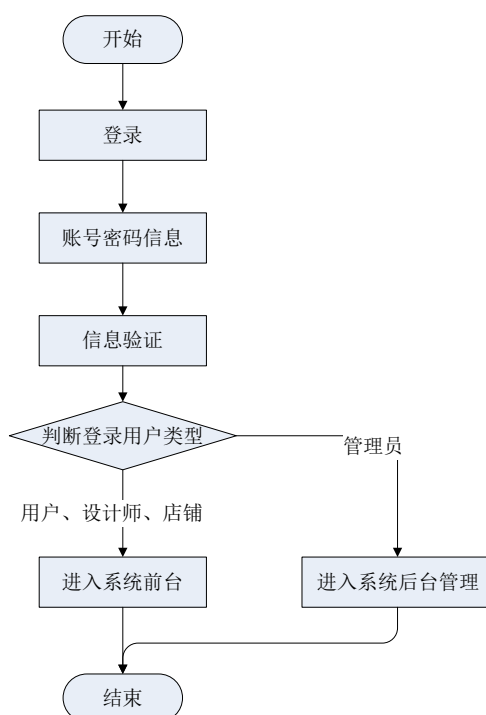 开始
登录
账号密码信息
信息验证
判断登录用户类型
管理员
用户、设计师、店铺
进入系统前台
进入系统后台管理
结束